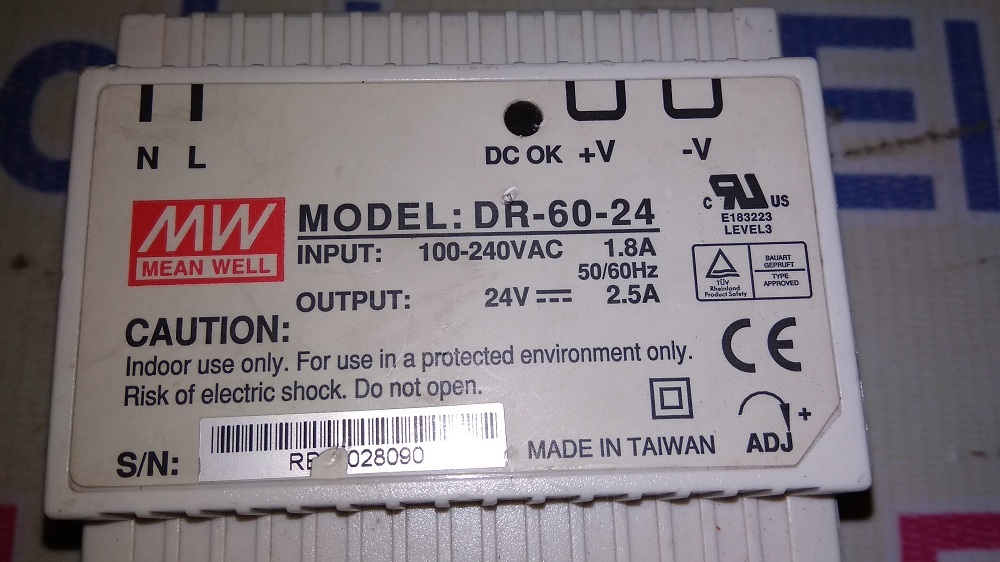 N L DC OK +V -V
MW
MEAN WELL
MODEL: DR-60-24
INPUT: 100-240VAC 1.8A
50/60Hz
OUTPUT: 24V 2.5A
C US
E183223
LEVEL3
TÜV
Rheinland
Product Safety
BAUART
GEPRÜFT
TYPE
APPROVED
CE
CAUTION:
Indoor use only. For use in a protected environment only.
Risk of electric shock. Do not open.
S/N:
028090
MADE IN TAIWAN
ADJ +